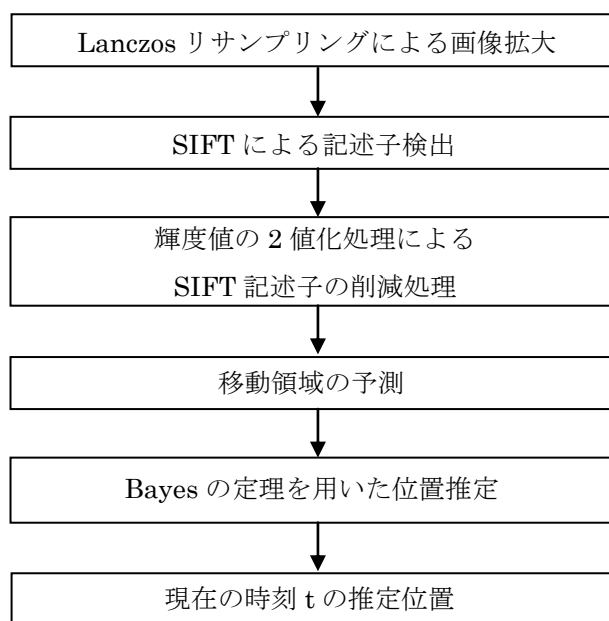 Lanczos リサンプリングによる画像拡大
SIFT による記述子検出
輝度値の 2 値化処理による
SIFT 記述子の削減処理
移動領域の予測
Bayes の定理を用いた位置推定
現在の時刻 t の推定位置